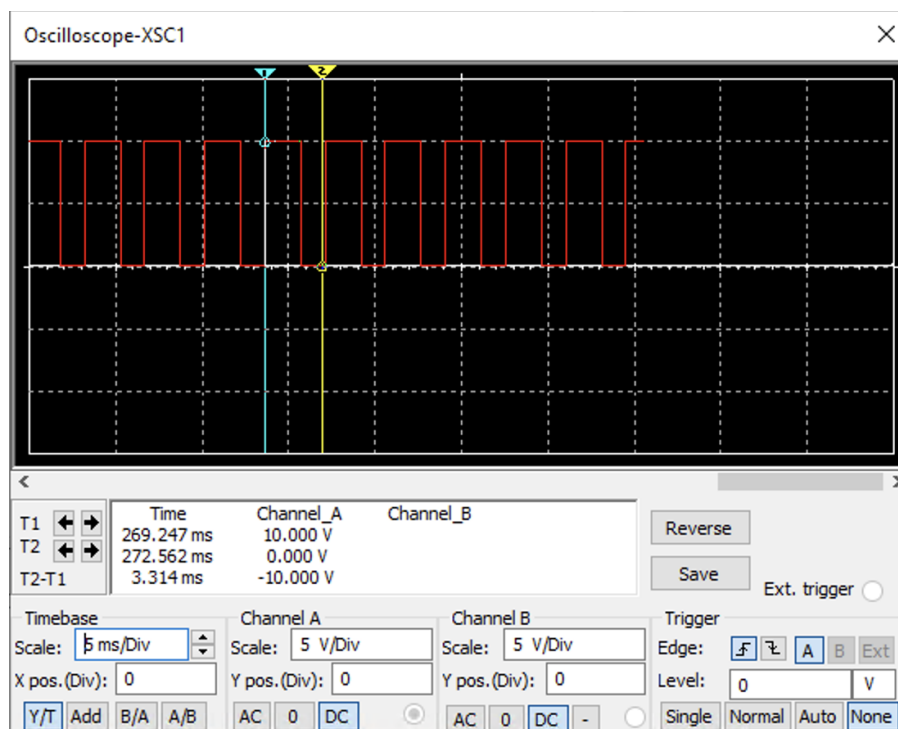 Oscilloscope-XSC1
1 2
Time Channel_A Channel_B
T1 269.247 ms 10.000 V
T2 272.562 ms 0.000 V
T2-T1 3.314 ms -10.000 V
Reverse
Save
Ext. trigger
Timebase
Scale: 5 ms/Div
X pos.(Div): 0
Y/T Add B/A A/B
Channel A
Scale: 5 V/Div
Y pos.(Div): 0
AC 0 DC
Channel B
Scale: 5 V/Div
Y pos.(Div): 0
AC 0 DC -
Trigger
Edge: A B Ext
Level: 0 V
Single Normal Auto None